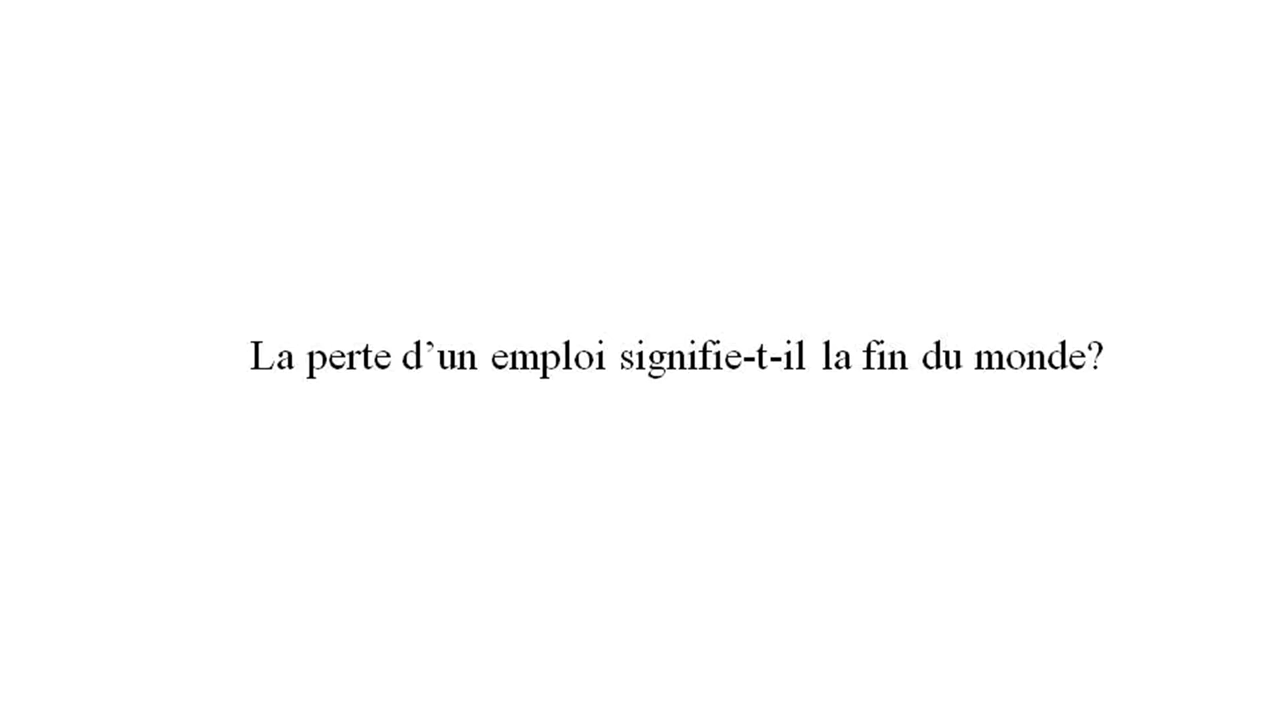 La perte d’un emploi signifie-t-il la fin du monde?